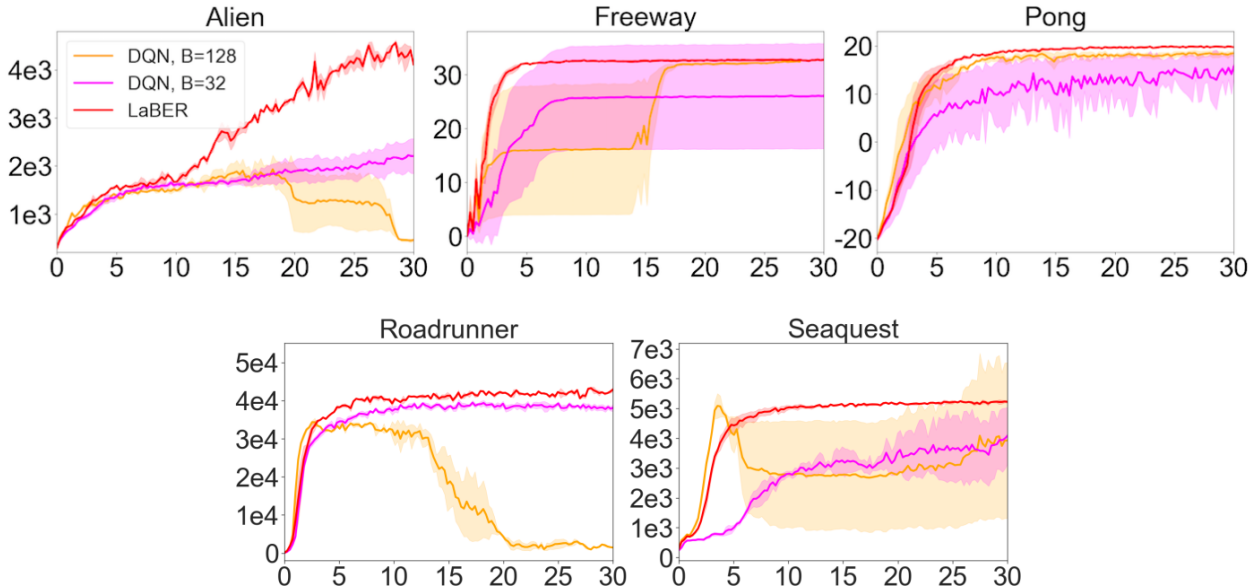 Alien
DQN, B=128
DQN, B=32
LaBER
4e3
3e3
2e3
1e3
0 5 10 15 20 25 30
Freeway
30
20
10
0
0 5 10 15 20 25 30
Pong
20
10
0
-10
-20
0 5 10 15 20 25 30
Roadrunner
5e4
4e4
3e4
2e4
1e4
0
0 5 10 15 20 25 30
Seaquest
7e3
6e3
5e3
4e3
3e3
2e3
1e3
0
0 5 10 15 20 25 30